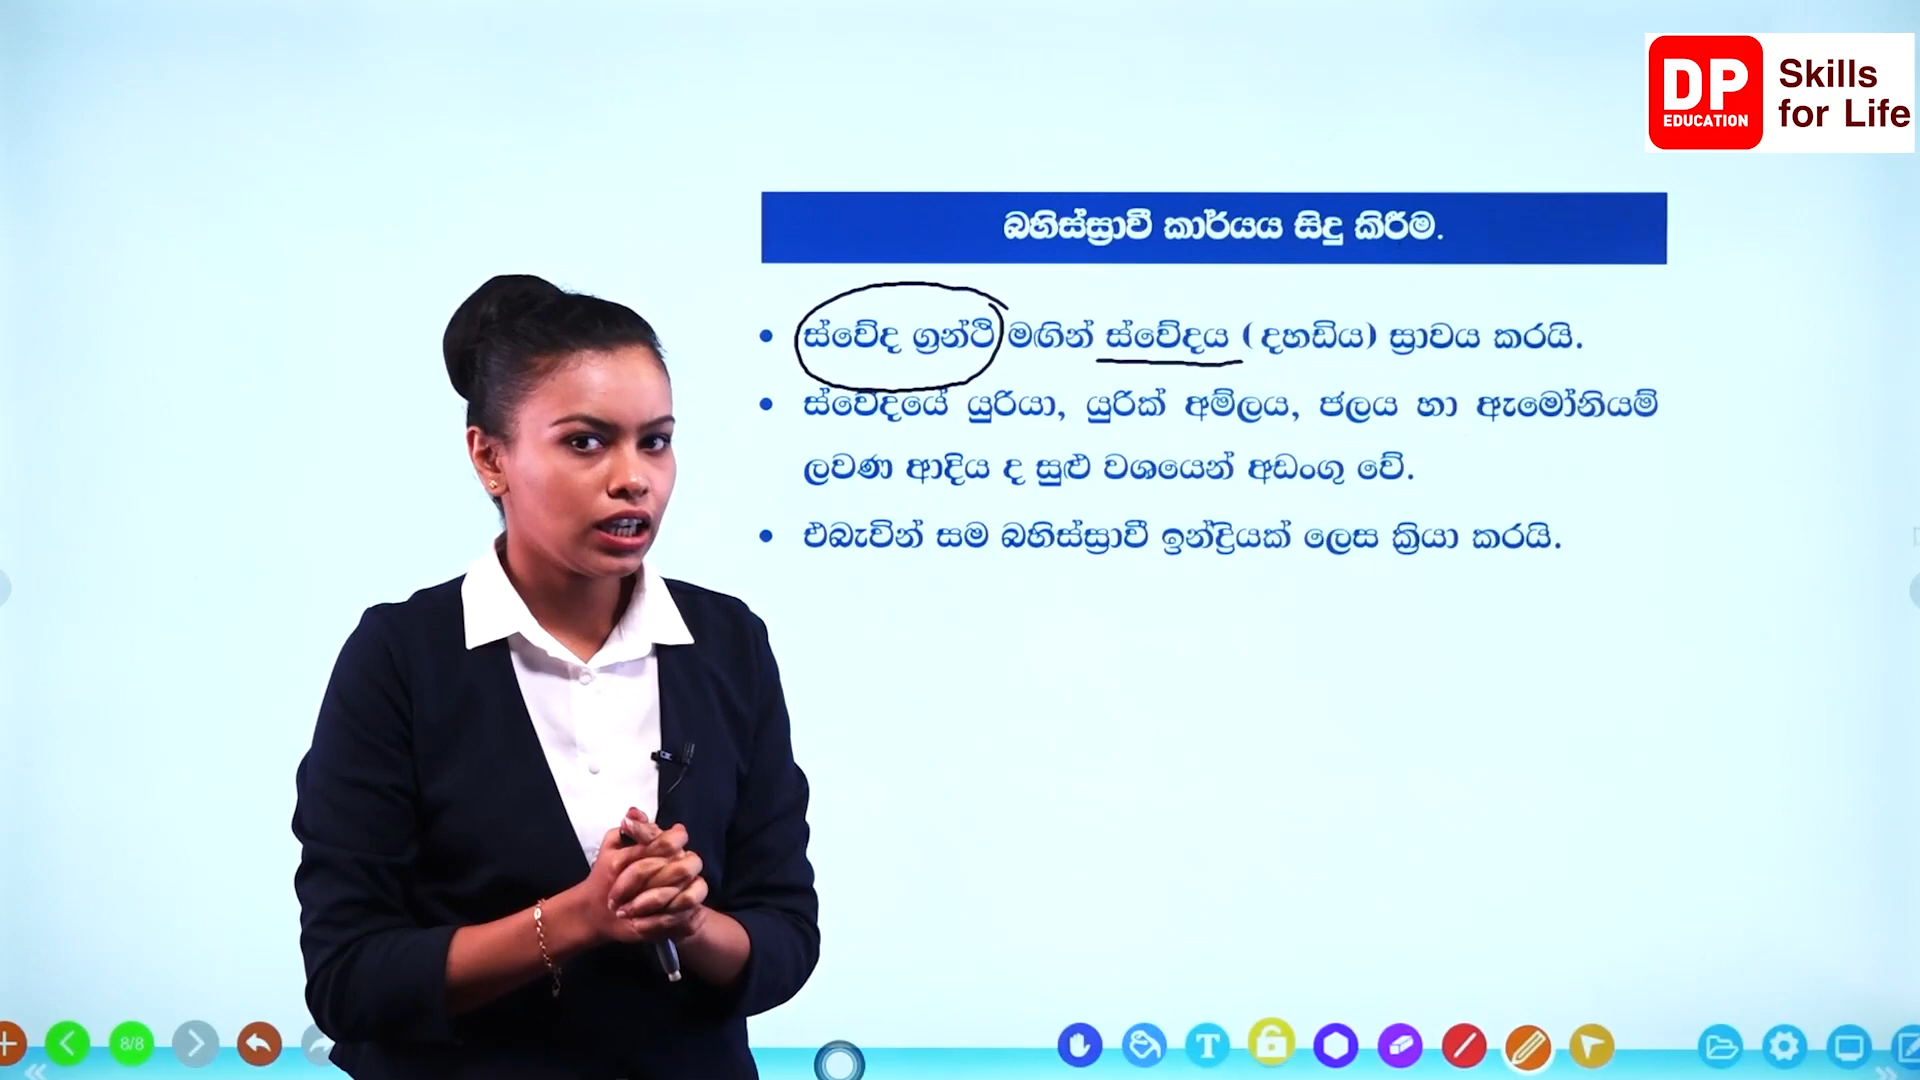 DP
EDUCATION
Skills
for Life
බහිස්ස්‍රාවී කාර්යය සිදු කිරීම.
• ස්වේද ග්‍රන්ථි මඟින් ස්වේදය ( දහඩිය) ස්‍රාවය කරයි.
• ස්වේදයේ යුරියා, යුරික් අම්ලය, ජලය හා ඇමෝනියම්
ලවණ ආදිය ද සුළු වශයෙන් අඩංගු වේ.
• එබැවින් සම බහිස්ස්‍රාවී ඉන්ද්‍රියක් ලෙස ක්‍රියා කරයි.
8/8
T